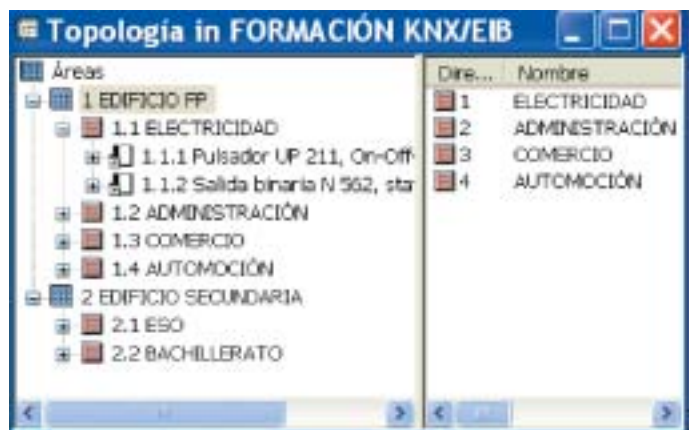 Topología in FORMACIÓN KNX/EIB
Áreas
1 EDIFICIO FP
1.1 ELECTRICIDAD
1.1.1 Pulsador UP 211, On-Off-
1.1.2 Salida binaria N 562, star
1.2 ADMINISTRACIÓN
1.3 COMERCIO
1.4 AUTOMOCIÓN
2 EDIFICIO SECUNDARIA
2.1 ESO
2.2 BACHILLERATO
Dire... Nombre
1 ELECTRICIDAD
2 ADMINISTRACIÓN
3 COMERCIO
4 AUTOMOCIÓN